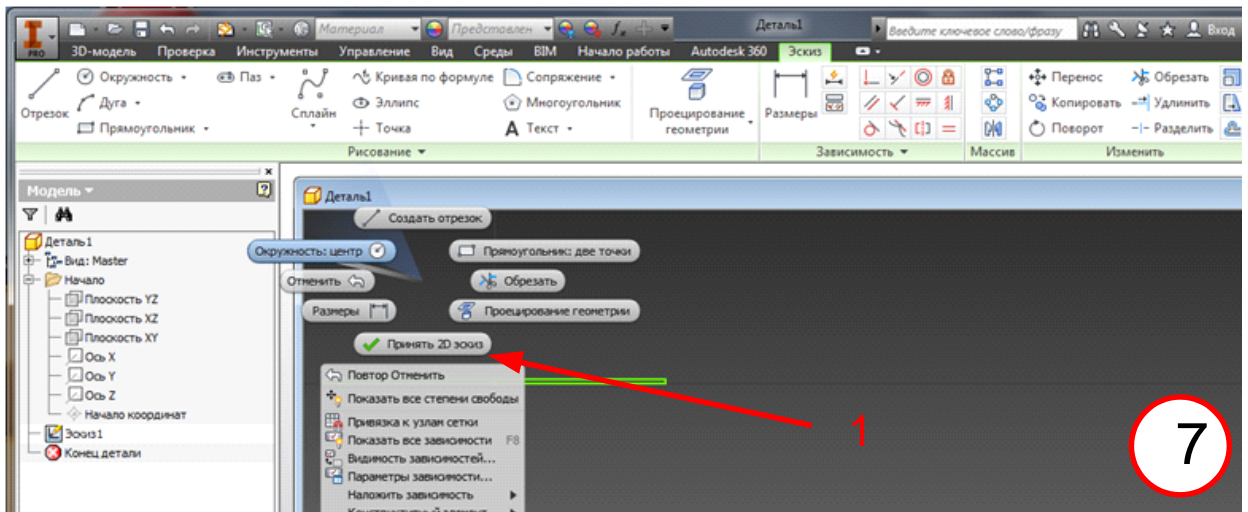 Материал Представлен fx Деталь1 Введите ключевое слово/фразу Вход
PRO 3D-модель Проверка Инструменты Управление Вид Среды BIM Начало работы Autodesk 360 Эскиз
Отрезок Окружность Паз Сплайн Кривая по формуле Сопряжение Проецирование геометрии Размеры Перенос Обрезать
Дуга Эллипс Многоугольник Копировать Удлинить
Прямоугольник Точка A Текст Поворот Разделить
Рисование Зависимость Массив Изменить
Модель
Деталь1
Вид: Master
Начало
Плоскость YZ
Плоскость XZ
Плоскость XY
Ось X
Ось Y
Ось Z
Начало координат
Эскиз1
Конец детали
Деталь1
Создать отрезок
Окружность: центр Прямоугольник: две точки
Отменить Обрезать
Размеры Проецирование геометрии
Принять 2D эскиз
Повтор Отменить
Показать все степени свободы
Привязка к узлам сетки
Показать все зависимости F8
Видимость зависимостей...
Параметры зависимости...
Наложить зависимость
1
7